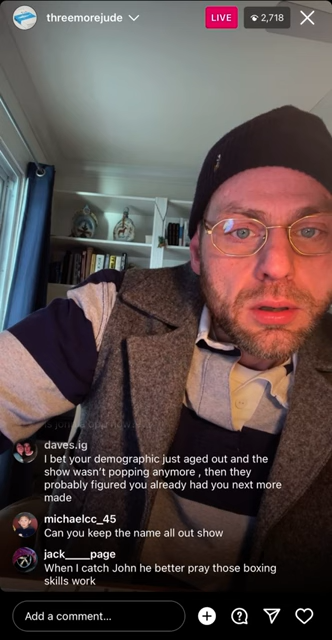 threemorejude
LIVE
2,718
daves.ig
I bet your demographic just aged out and the
show wasn't popping anymore , then they
probably figured you already had you next more
made
michaelcc_45
Can you keep the name all out show
jack____page
When I catch John he better pray those boxing
skills work
Add a comment...